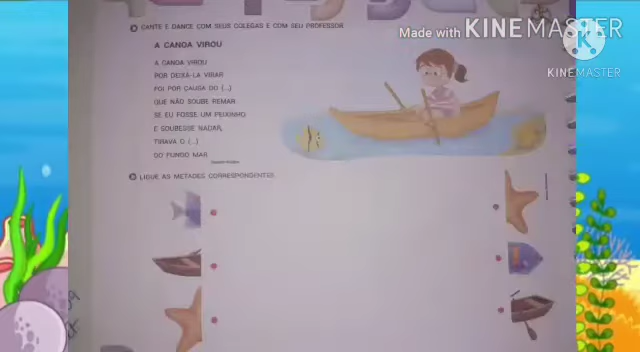 CANTE E DANCE COM SEUS COLEGAS E COM SEU PROFESSOR.
Made with KINEMASTER
KINEMASTER
A CANOA VIROU
A CANOA VIROU
POR DEIXÁ-LA VIRAR
FOI POR CAUSA DO (...)
QUE NÃO SOUBE REMAR
SE EU FOSSE UM PEIXINHO
E SOUBESSE NADAR,
TIRAVA O (...)
DO FUNDO MAR
LIGUE AS METADES CORRESPONDENTES.